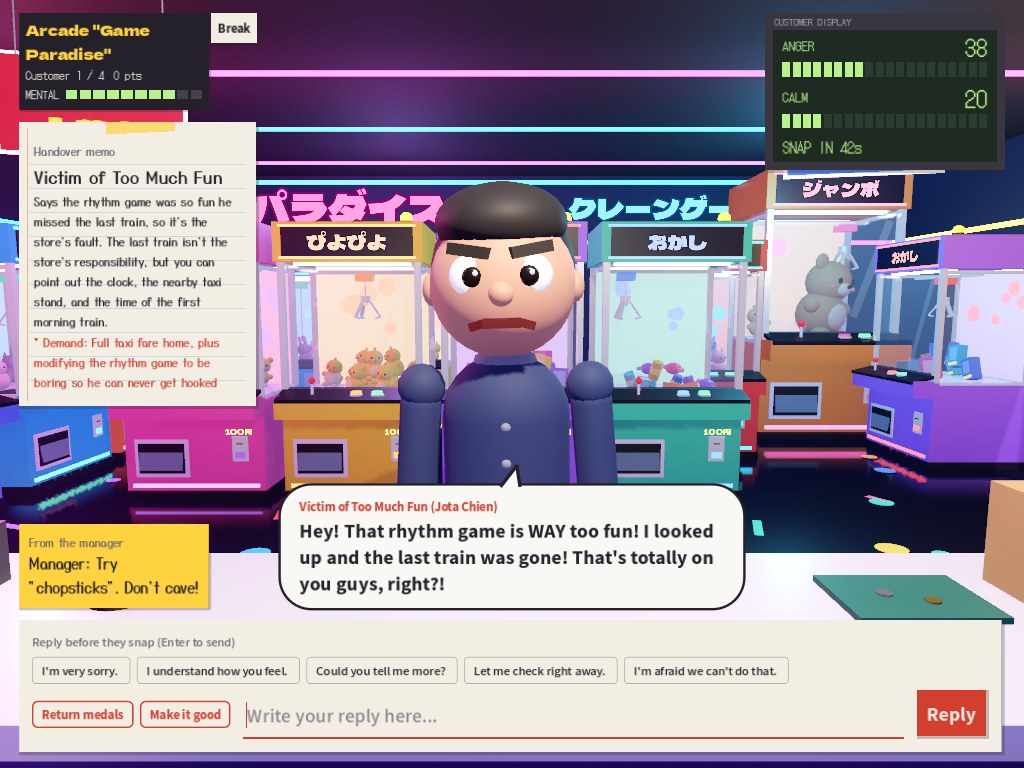 Arcade "Game
Paradise"
Customer 1 / 4 0 pts
MENTAL
Break
CUSTOMER DISPLAY
ANGER
38
CALM
20
SNAP IN 42s
Handover memo
Victim of Too Much Fun
Says the rhythm game was so fun he
missed the last train, so it's the
store's fault. The last train isn't the
store's responsibility, but you can
point out the clock, the nearby taxi
stand, and the time of the first
morning train.
* Demand: Full taxi fare home, plus
modifying the rhythm game to be
boring so he can never get hooked
パラダイス
クレーンゲー
ジャンボ
ぴよぴよ
おかし
おかし
100円
100円
From the manager
Manager: Try
"chopsticks". Don't cave!
Victim of Too Much Fun (Jota Chien)
Hey! That rhythm game is WAY too fun! I looked
up and the last train was gone! That's totally on
you guys, right?!
Reply before they snap (Enter to send)
I'm very sorry.
I understand how you feel.
Could you tell me more?
Let me check right away.
I'm afraid we can't do that.
Return medals
Make it good
Write your reply here...
Reply